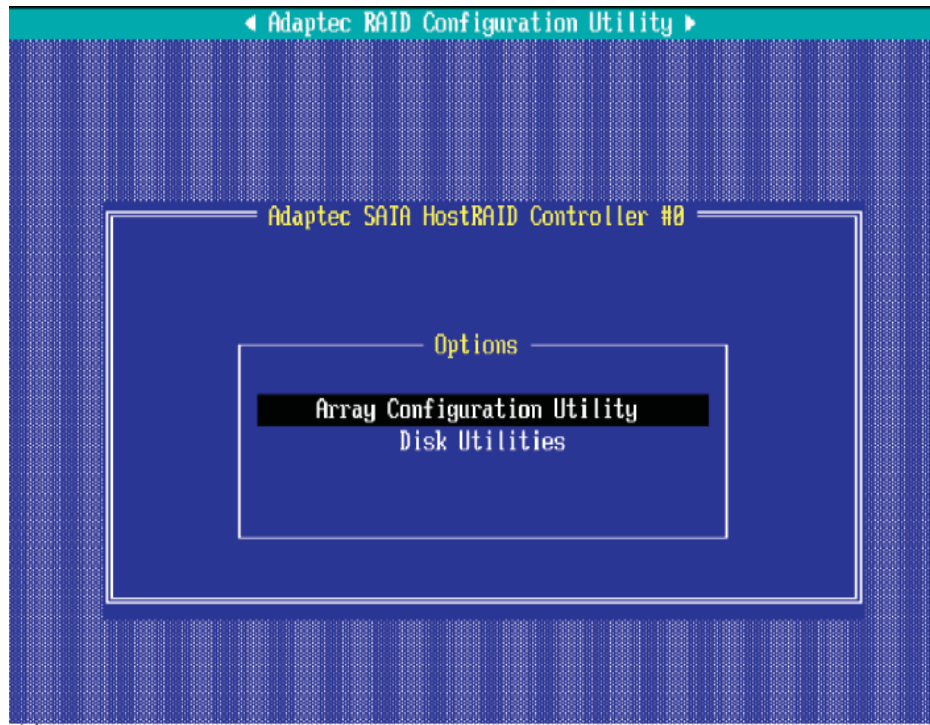 Adaptec RAID Configuration Utility
Adaptec SATA HostRAID Controller #0
Options
Array Configuration Utility
Disk Utilities